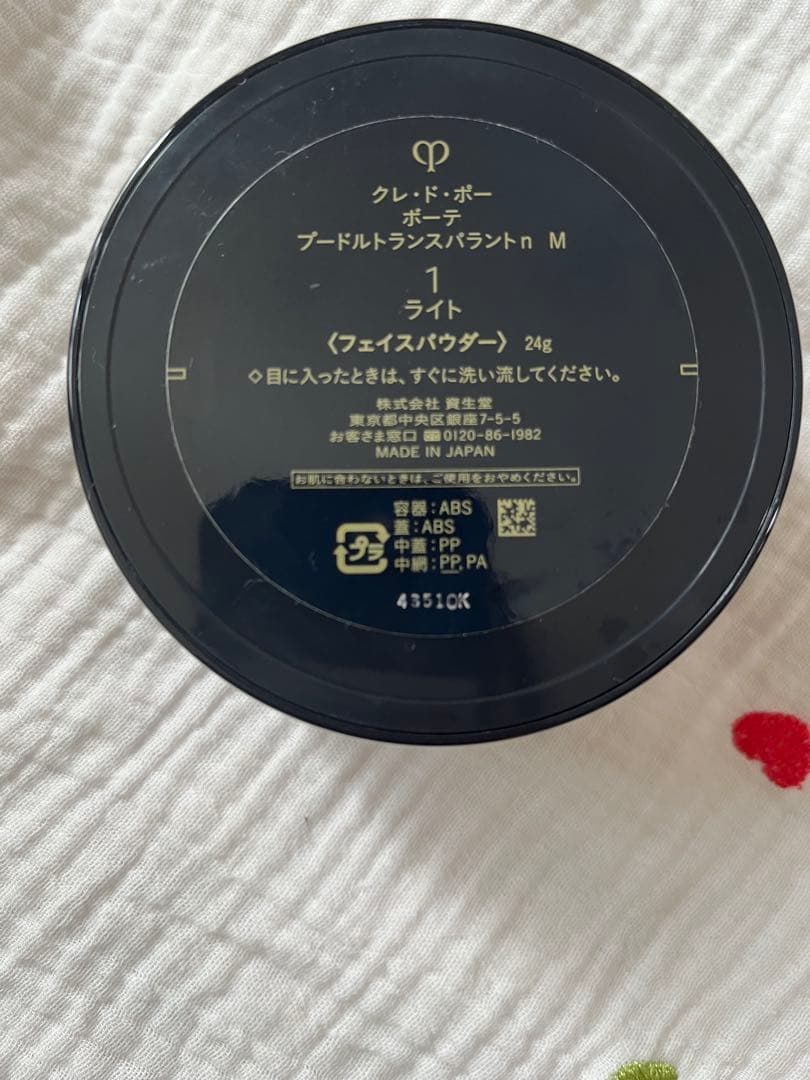 クレ・ド・ポー
ボーテ
プードルトランスパラントn M
1
ライト
〈フェイスパウダー〉 24g
◇目に入ったときは、すぐに洗い流してください。
株式会社 資生堂
東京都中央区銀座7-5-5
お客さま窓口 0120-86-1982
MADE IN JAPAN
お肌に合わないときは、ご使用をおやめください。
容器:ABS
蓋:ABS
プラ
中蓋:PP
中網:PP,PA
43510K